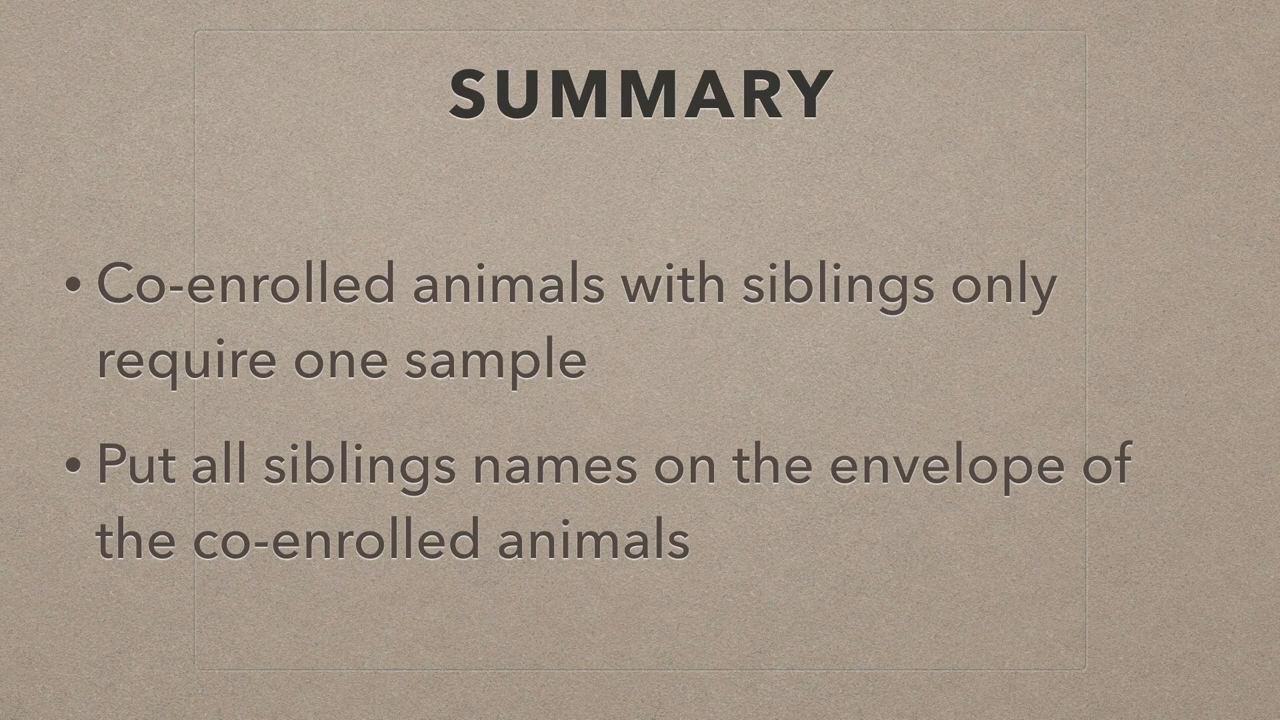 SUMMARY
• Co-enrolled animals with siblings only
require one sample
• Put all siblings names on the envelope of
the co-enrolled animals